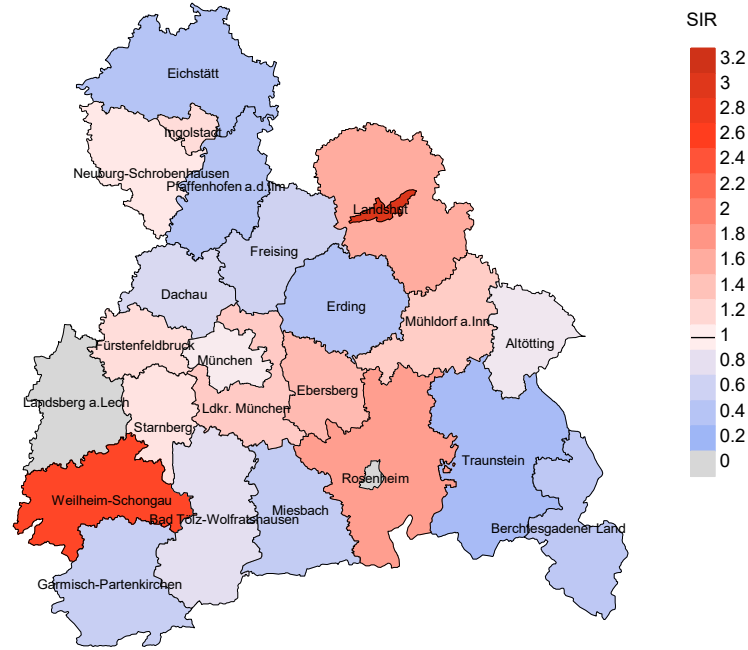 SIR
3.2
3
2.8
2.6
2.4
2.2
2
1.8
1.6
1.4
1.2
1
0.8
0.6
0.4
0.2
0
Eichstätt
Ingolstadt
Neuburg-Schrobenhausen
Pfaffenhofen a.d.Ilm
Landshut
Freising
Dachau
Erding
Mühldorf a.Inn
Altötting
Fürstenfeldbruck
München
Ebersberg
Landsberg a.Lech
Ldkr. München
Starnberg
Traunstein
Rosenheim
Weilheim-Schongau
Miesbach
Bad Tölz-Wolfratshausen
Berchtesgadener Land
Garmisch-Partenkirchen